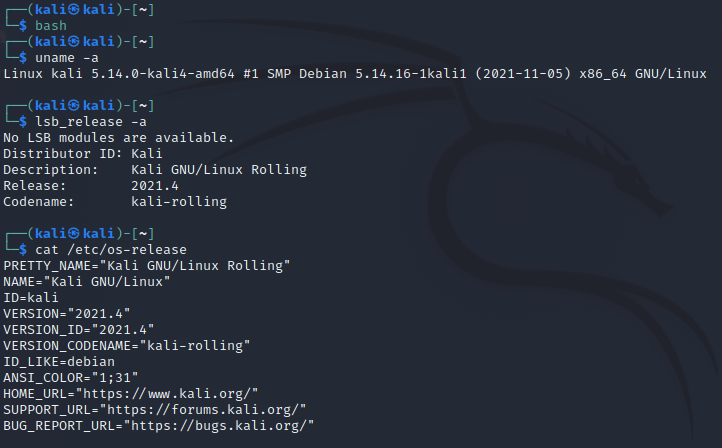 ┌──(kali㉿kali)-[~]
└─$ bash
┌──(kali㉿kali)-[~]
└─$ uname -a
Linux kali 5.14.0-kali4-amd64 #1 SMP Debian 5.14.16-1kali1 (2021-11-05) x86_64 GNU/Linux
┌──(kali㉿kali)-[~]
└─$ lsb_release -a
No LSB modules are available.
Distributor ID: Kali
Description:    Kali GNU/Linux Rolling
Release:        2021.4
Codename:       kali-rolling
┌──(kali㉿kali)-[~]
└─$ cat /etc/os-release
PRETTY_NAME="Kali GNU/Linux Rolling"
NAME="Kali GNU/Linux"
ID=kali
VERSION="2021.4"
VERSION_ID="2021.4"
VERSION_CODENAME="kali-rolling"
ID_LIKE=debian
ANSI_COLOR="1;31"
HOME_URL="https://www.kali.org/"
SUPPORT_URL="https://forums.kali.org/"
BUG_REPORT_URL="https://bugs.kali.org/"